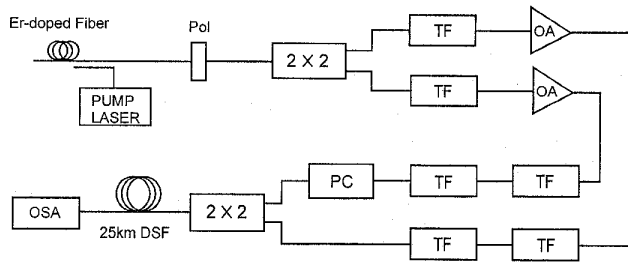 Er-doped Fiber
Pol
PUMP
LASER
2 X 2
TF
OA
TF
OA
PC
TF
TF
OSA
25km DSF
2 X 2
TF
TF